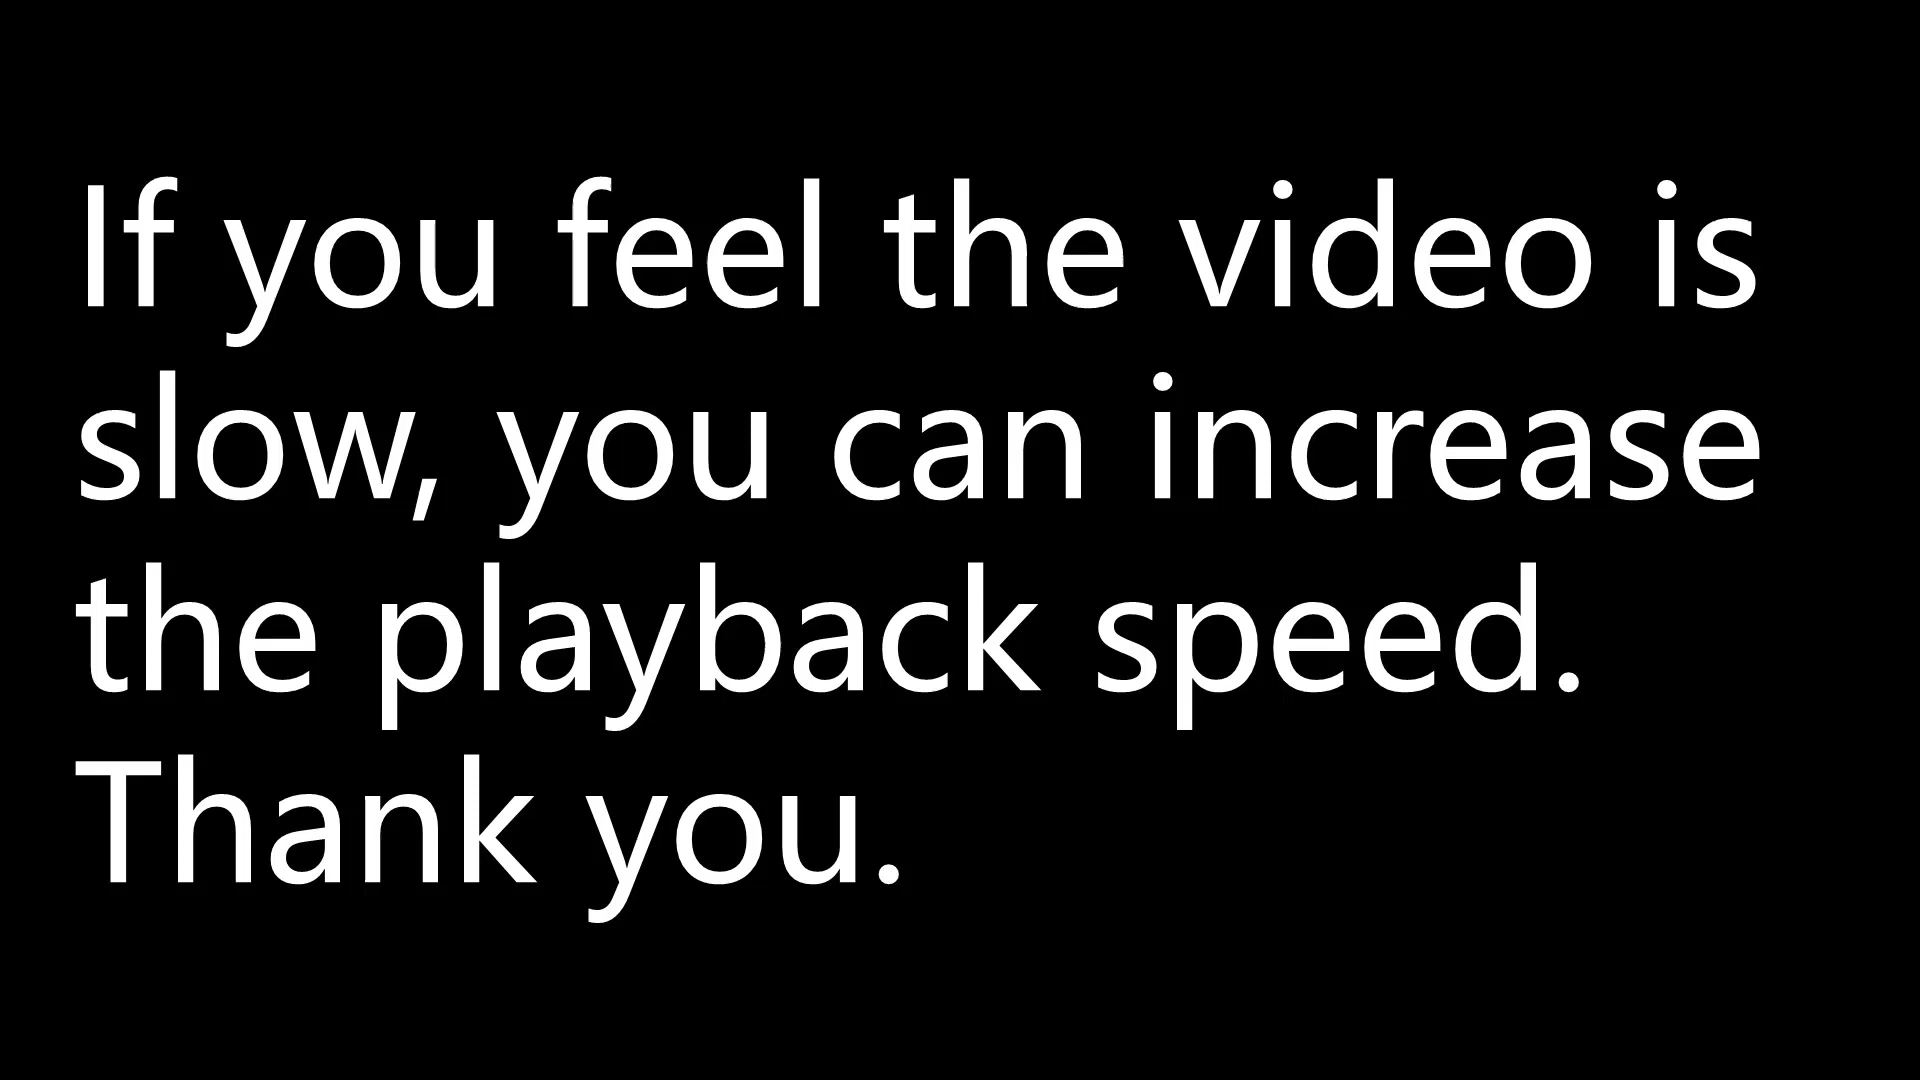 If you feel the video is
slow, you can increase
the playback speed.
Thank you.